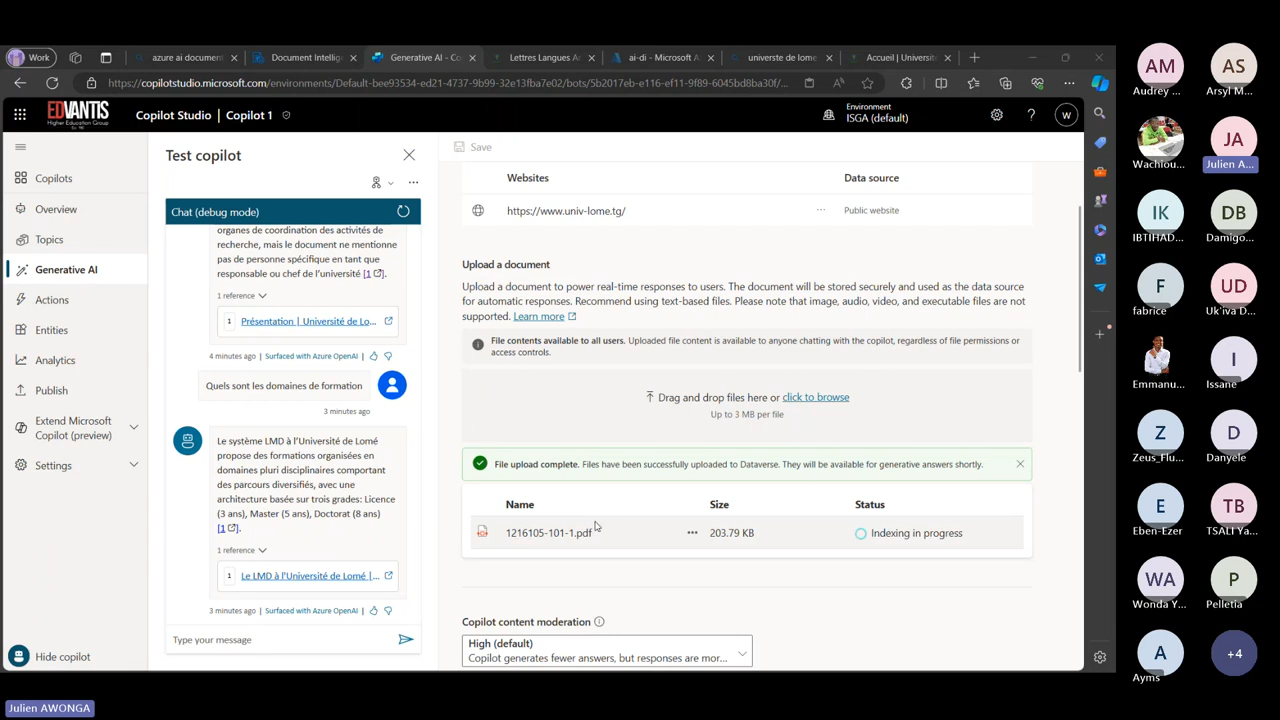 Work
azure ai document
Document Intellig
Generative AI - Co
Lettres Langues A
ai-di - Microsoft A
universte de lome
Accueil | Universit
https://copilotstudio.microsoft.com/environments/Default-bee93534-ed21-4737-9b99-32e13fba7e02/bots/5b2017eb-e116-ef11-9f89-6045bd8ba30f/...
EDVANTIS
Higher Education Group
Copilot Studio | Copilot 1
Environment
ISGA (default)
W
Copilots
Overview
Topics
Generative AI
Actions
Entities
Analytics
Publish
Extend Microsoft
Copilot (preview)
Settings
Hide copilot
Test copilot
Chat (debug mode)
organes de coordination des activités de
recherche, mais le document ne mentionne
pas de personne spécifique en tant que
responsable ou chef de l'université [1].
1 reference
1 Présentation | Université de Lo...
4 minutes ago | Surfaced with Azure OpenAI
Quels sont les domaines de formation
3 minutes ago
Le système LMD à l'Université de Lomé
propose des formations organisées en
domaines pluri disciplinaires comportant
des parcours diversifiés, avec une
architecture basée sur trois grades: Licence
(3 ans), Master (5 ans), Doctorat (8 ans)
[1].
1 reference
1 Le LMD à l'Université de Lomé |...
3 minutes ago | Surfaced with Azure OpenAI
Type your message
Save
Websites Data source
https://www.univ-lome.tg/ ... Public website
Upload a document
Upload a document to power real-time responses to users. The document will be stored securely and used as the data source
for automatic responses. Recommend using text-based files. Please note that image, audio, video, and executable files are not
supported. Learn more
File contents available to all users. Uploaded file content is available to anyone chatting with the copilot, regardless of file permissions or
access controls.
Drag and drop files here or click to browse
Up to 3 MB per file
File upload complete. Files have been successfully uploaded to Dataverse. They will be available for generative answers shortly.
Name Size Status
1216105-101-1.pdf ... 203.79 KB Indexing in progress
Copilot content moderation
High (default)
Copilot generates fewer answers, but responses are mor...
AM
Audrey ...
AS
Arsyl M...
Wachiou...
JA
Julien A...
IK
IBTIHAD...
DB
Damigo...
F
fabrice
UD
Uk'iva D...
Emmanu...
I
Issane
Z
Zeus_Flu...
D
Danyele
E
Eben-Ezer
TB
TSALI Ya...
WA
Wonda Y...
P
Pelletia
A
Ayms
+4
Julien AWONGA